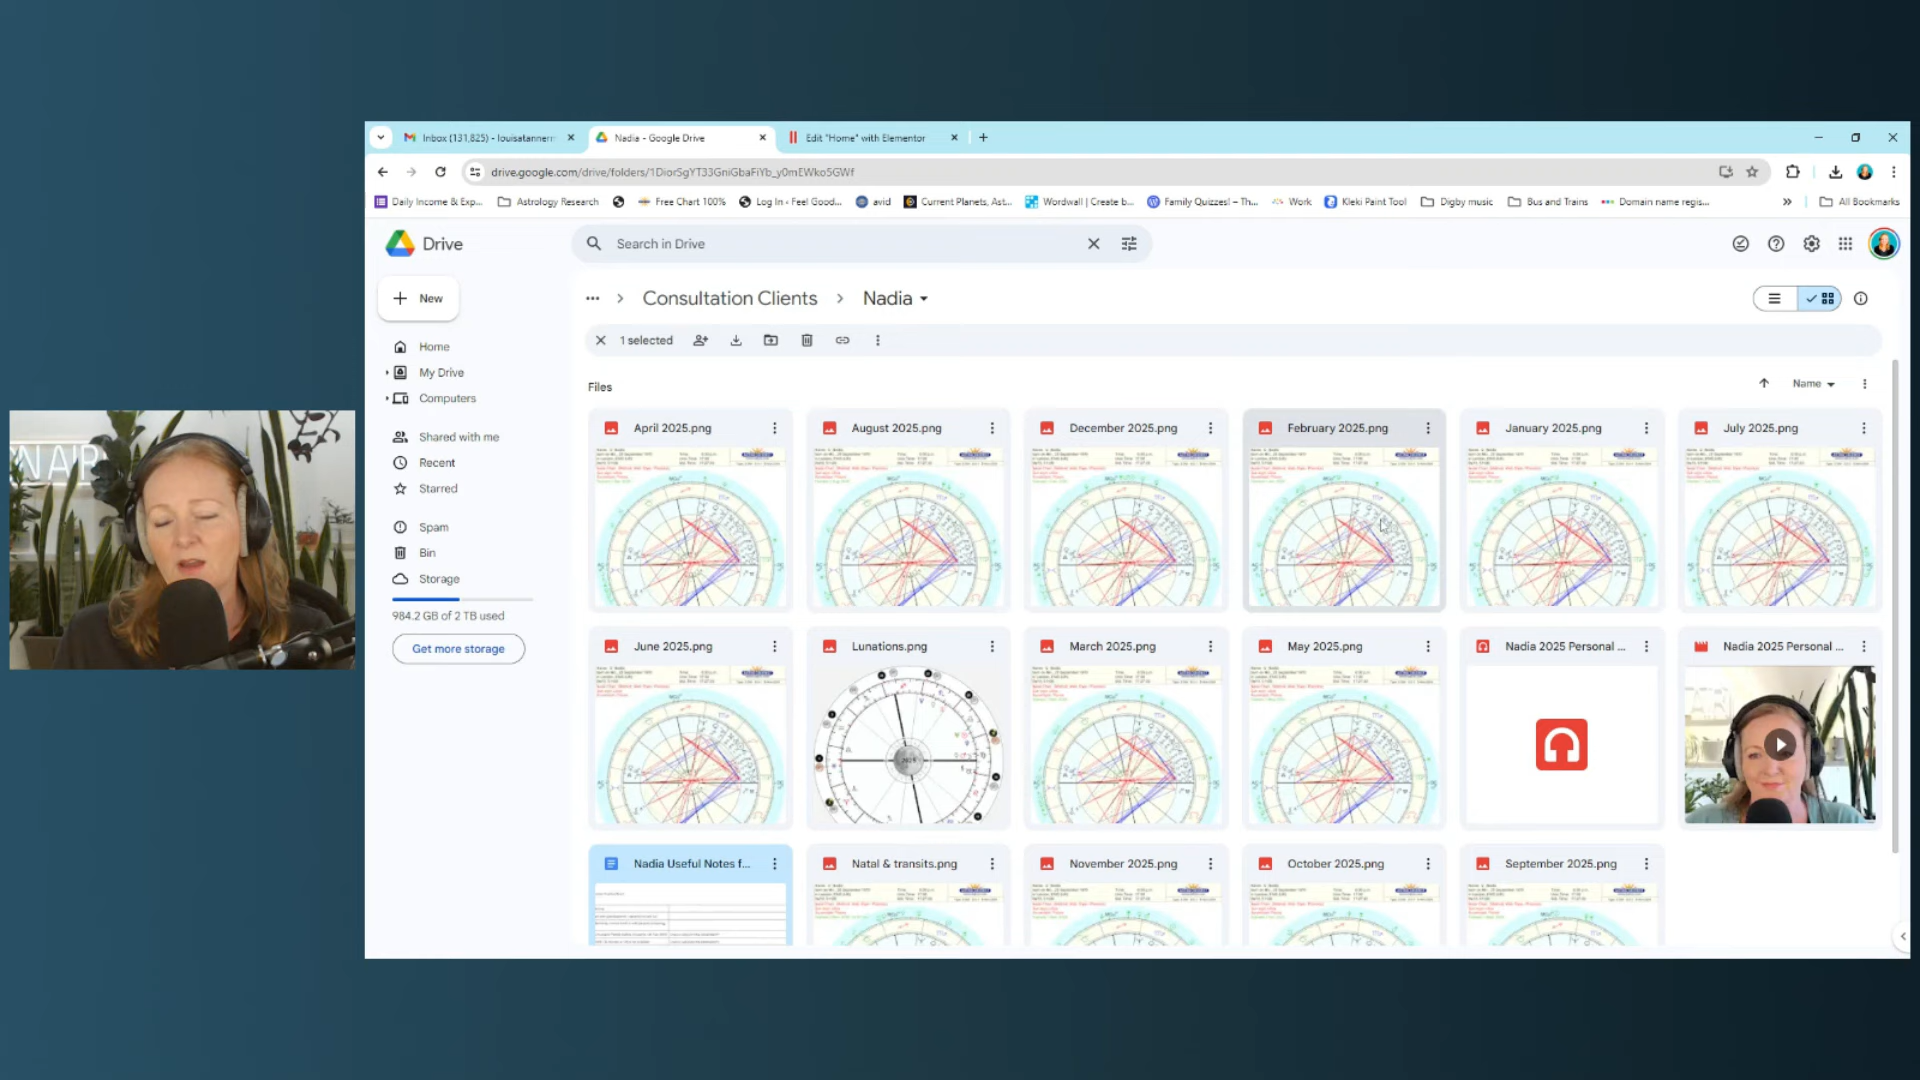 Inbox (131,825) - louisatannerm
Nadia - Google Drive
Edit "Home" with Elementor
drive.google.com/drive/folders/1DiorSgYT33GniGbaFiYb_y0mEWko5GWf
Daily Income & Exp...
Astrology Research
Free Chart 100%
Log In ‹ Feel Good...
avid
Current Planets, Ast...
Wordwall | Create b...
Family Quizzes! – Th...
Work
Kleki Paint Tool
Digby music
Bus and Trains
Domain name regis...
All Bookmarks
Drive
Search in Drive
New
Consultation Clients
Nadia
1 selected
Home
My Drive
Computers
Shared with me
Recent
Starred
Spam
Bin
Storage
984.2 GB of 2 TB used
Get more storage
Files
Name
April 2025.png
August 2025.png
December 2025.png
February 2025.png
January 2025.png
July 2025.png
June 2025.png
Lunations.png
March 2025.png
May 2025.png
Nadia 2025 Personal ...
Nadia 2025 Personal ...
Nadia Useful Notes f...
Natal & transits.png
November 2025.png
October 2025.png
September 2025.png
N AIR